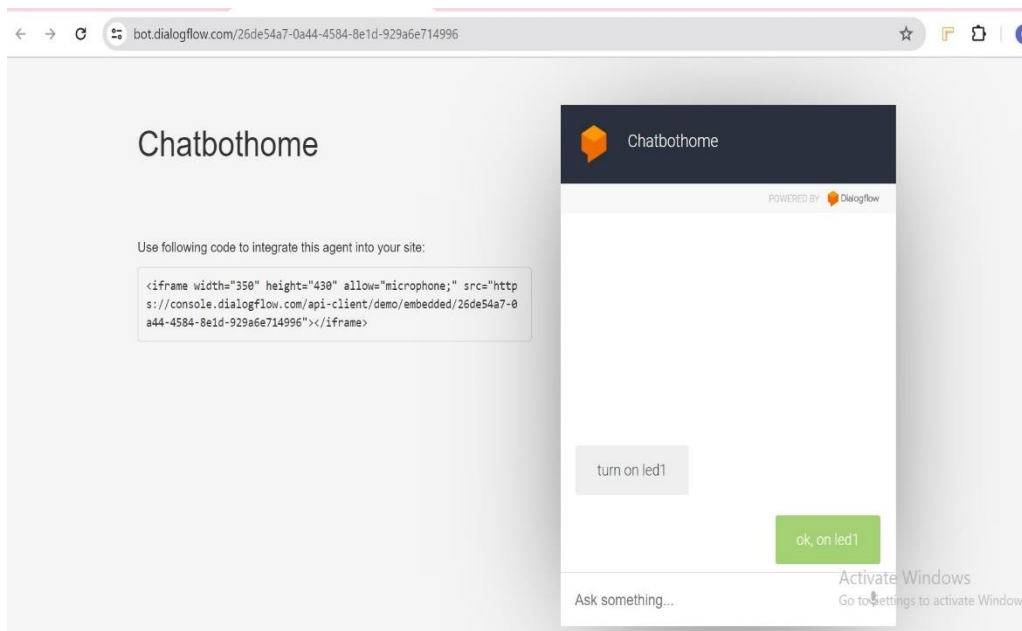 bot.dialogflow.com/26de54a7-0a44-4584-8e1d-929a6e714996
Chatbothome
Use following code to integrate this agent into your site:
<iframe width="350" height="430" allow="microphone;" src="http
s://console.dialogflow.com/api-client/demo/embedded/26de54a7-0
a44-4584-8e1d-929a6e714996"></iframe>
Chatbothome
POWERED BY Dialogflow
turn on led1
ok, on led1
Ask something...
Activate Windows
Go to Settings to activate Window